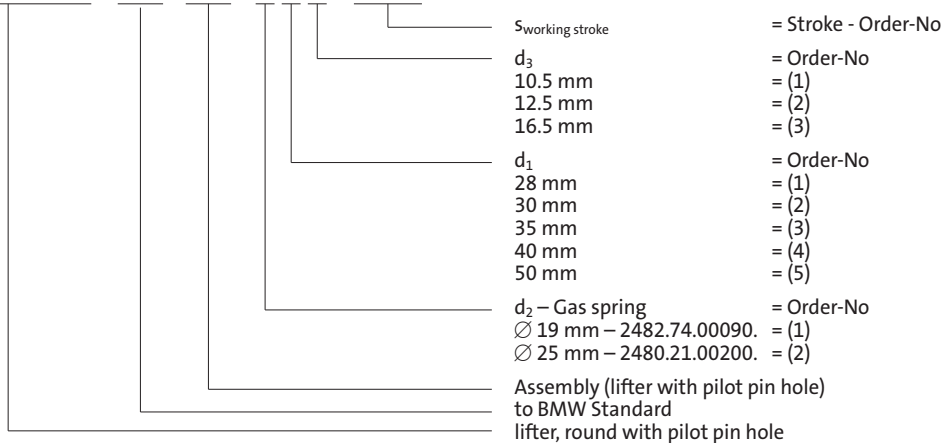 s working stroke = Stroke - Order-No
d₃ = Order-No
10.5 mm = (1)
12.5 mm = (2)
16.5 mm = (3)
d₁ = Order-No
28 mm = (1)
30 mm = (2)
35 mm = (3)
40 mm = (4)
50 mm = (5)
d₂ – Gas spring = Order-No
∅ 19 mm – 2482.74.00090. = (1)
∅ 25 mm – 2480.21.00200. = (2)
Assembly (lifter with pilot pin hole)
to BMW Standard
lifter, round with pilot pin hole